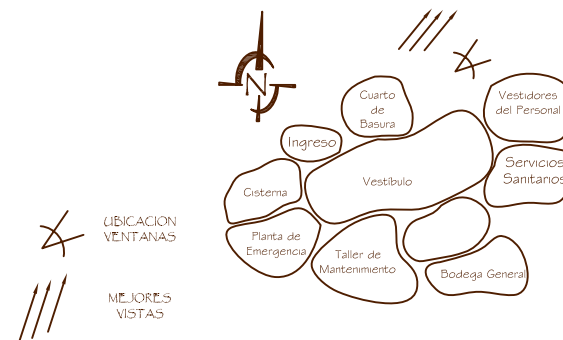 N
Cuarto
de
Basura
Vestidores
del Personal
Ingreso
Servicios
Sanitarios
Cisterna
Vestíbulo
Planta de
Emergencia
Taller de
Mantenimiento
Bodega General
UBICACION
VENTANAS
MEJORES
VISTAS